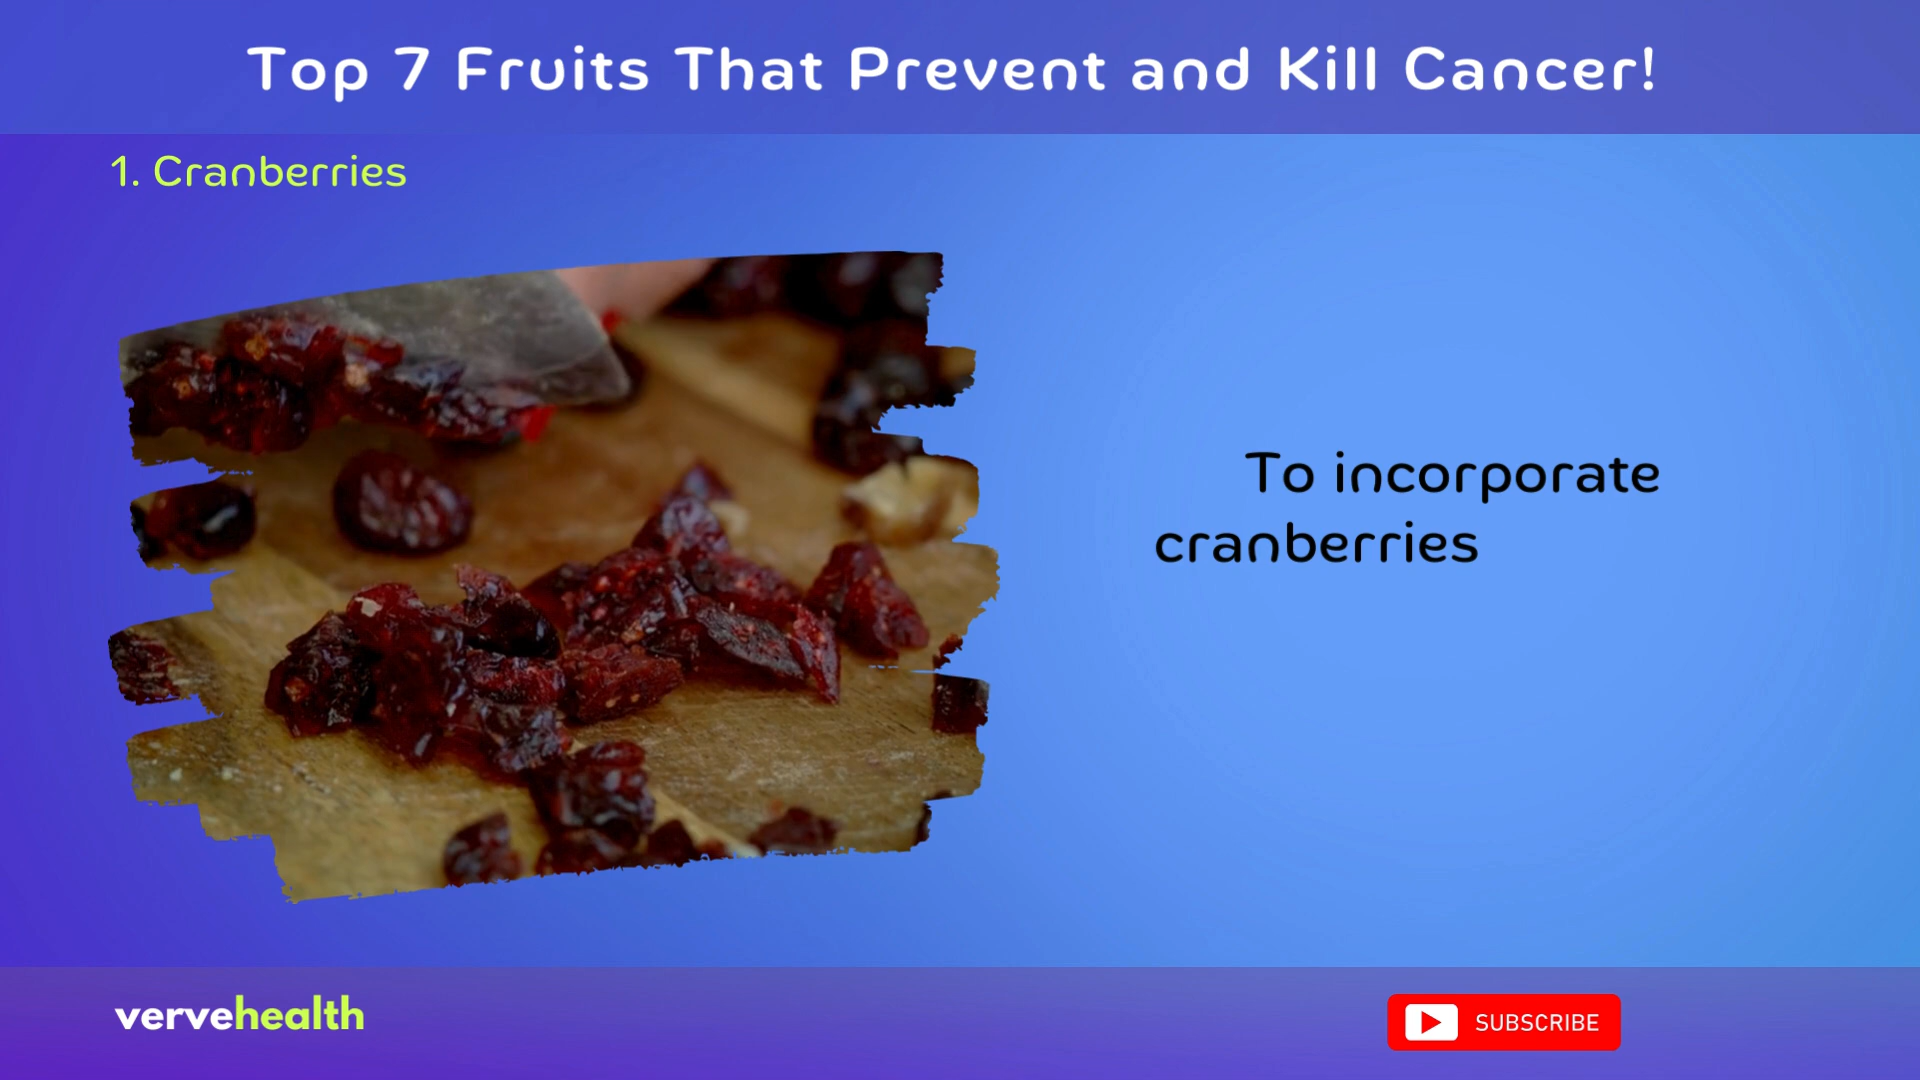 Top 7 Fruits That Prevent and Kill Cancer!
1. Cranberries
To incorporate
cranberries
vervehealth
SUBSCRIBE